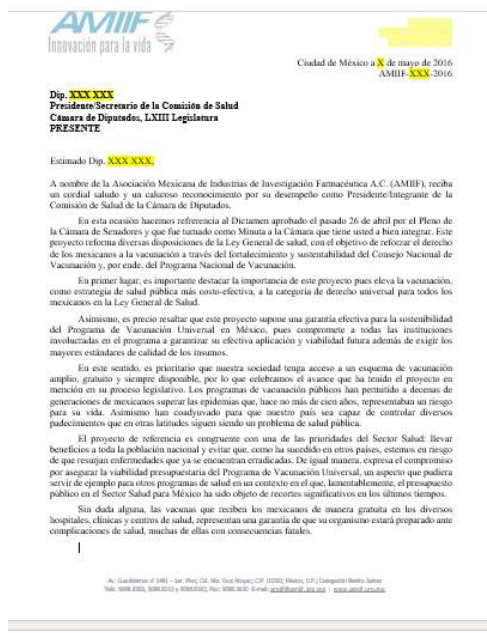 AMIIF
Innovación para la vida
Ciudad de México a X de mayo de 2016
AMIIF-XXX-2016
Dip. XXX XXX
Presidente/Secretario de la Comisión de Salud
Cámara de Diputados, LXIII Legislatura
PRESENTE
Estimado Dip. XXX XXX,
A nombre de la Asociación Mexicana de Industrias de Investigación Farmacéutica A.C. (AMIIF), reciba
un cordial saludo y un caluroso reconocimiento por su desempeño como Presidente/Integrante de la
Comisión de Salud de la Cámara de Diputados.
En esta ocasión hacemos refrerencia al Dictamen aprobado el pasado 26 de abril por el Pleno de
la Cámara de Senadores y que fue turnado como Minuta a la Cámara que tiene usted a bien integrar. Este
proyecto reforma diversas disposiciones de la Ley General de salud, con el objetivo de reforzar el derecho
de los mexicanos a la vacunación a través del fortalecimiento y sustentabilidad del Consejo Nacional de
Vacunación y, por ende, del Programa Nacional de Vacunación.
En primer lugar, es importante destacar la importancia de este proyecto pues eleva la vacunación,
como estrategia de salud pública más costo-efectiva, a la categoría de derecho universal para todos los
mexicanos en la Ley General de Salud.
Asimismo, es precio resaltar que este proyecto supone una garantía efectiva para la sostenibilidad
del Programa de Vacunación Universal en México, pues compromete a todas las instituciones
involucradas en el programa a garantizar su efectiva aplicación y viabilidad futura además de exigir los
mayores estándares de calidad de los insumos.
En este sentido, es prioritario que nuestra sociedad tenga acceso a un esquema de vacunación
amplio, gratuito y siempre disponible, por lo que celebramos el avance que ha tenido el proyecto en
mención en su proceso legislativo. Los programas de vacunación públicos han permitido a decenas de
generaciones de mexicanos superar las epidemias que, hace no más de cien años, representaban un riesgo
para su vida. Asimismo han coadyuvado para que nuestro país sea capaz de controlar diversos
padecimientos que en otras latitudes siguen siendo un problema de salud pública.
El proyecto de referencia es congruente con una de las prioridades del Sector Salud: llevar
beneficios a toda la población nacional y evitar que, como ha sucedido en otros países, estemos en riesgo
de que resurjan enfermedades que ya se encuentran erradicadas. De igual manera, expresa el compromiso
por asegurar la viabilidad presupuestaria del Programa de Vacunación Universal, un aspecto que pudiera
servir de ejemplo para otros programas de salud en un contexto en el que, lamentablemente, el presupuesto
público en el Sector Salud para México ha sido objeto de recortes significativos en los últimos tiempos.
Sin duda alguna, las vacunas que reciben los mexicanos de manera gratuita en los diversos
hospitales, clínicas y centros de salud, representan una garantía de que su organismo estará preparado ante
complicaciones de salud, muchas de ellas con consecuencias fatales.